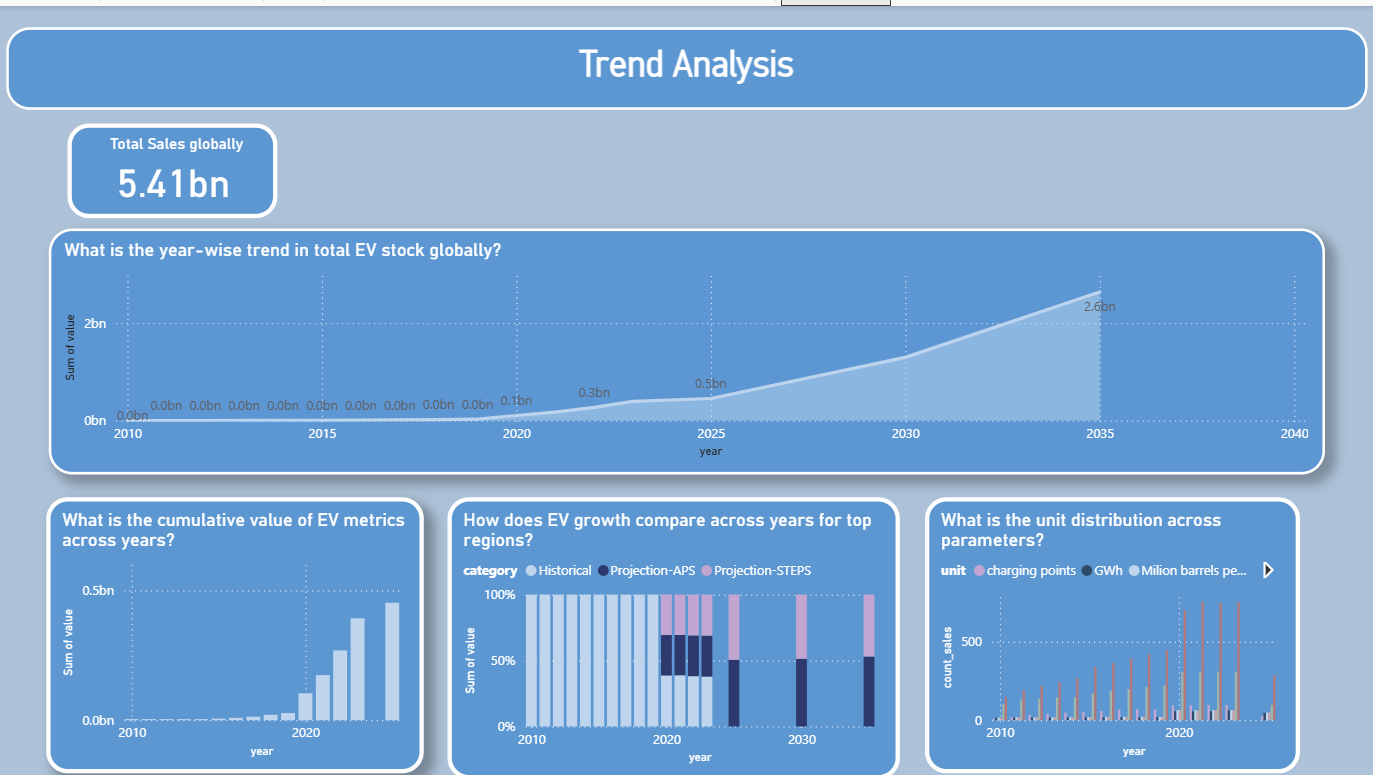 Trend Analysis
Total Sales globally
5.41bn
What is the year-wise trend in total EV stock globally?
Sum of value
2bn
0bn
0.0bn
0.0bn 0.0bn 0.0bn 0.0bn 0.0bn 0.0bn 0.0bn 0.0bn 0.0bn 0.1bn 0.3bn 0.5bn 2.6bn
2010 2015 2020 2025 2030 2035 2040
year
What is the cumulative value of EV metrics
across years?
Sum of value
0.5bn
0.0bn
2010 2020
year
How does EV growth compare across years for top
regions?
category Historical Projection-APS Projection-STEPS
Sum of value
100%
50%
0%
2010 2020 2030
year
What is the unit distribution across
parameters?
unit charging points GWh Milion barrels pe...
count_sales
500
0
2010 2020
year